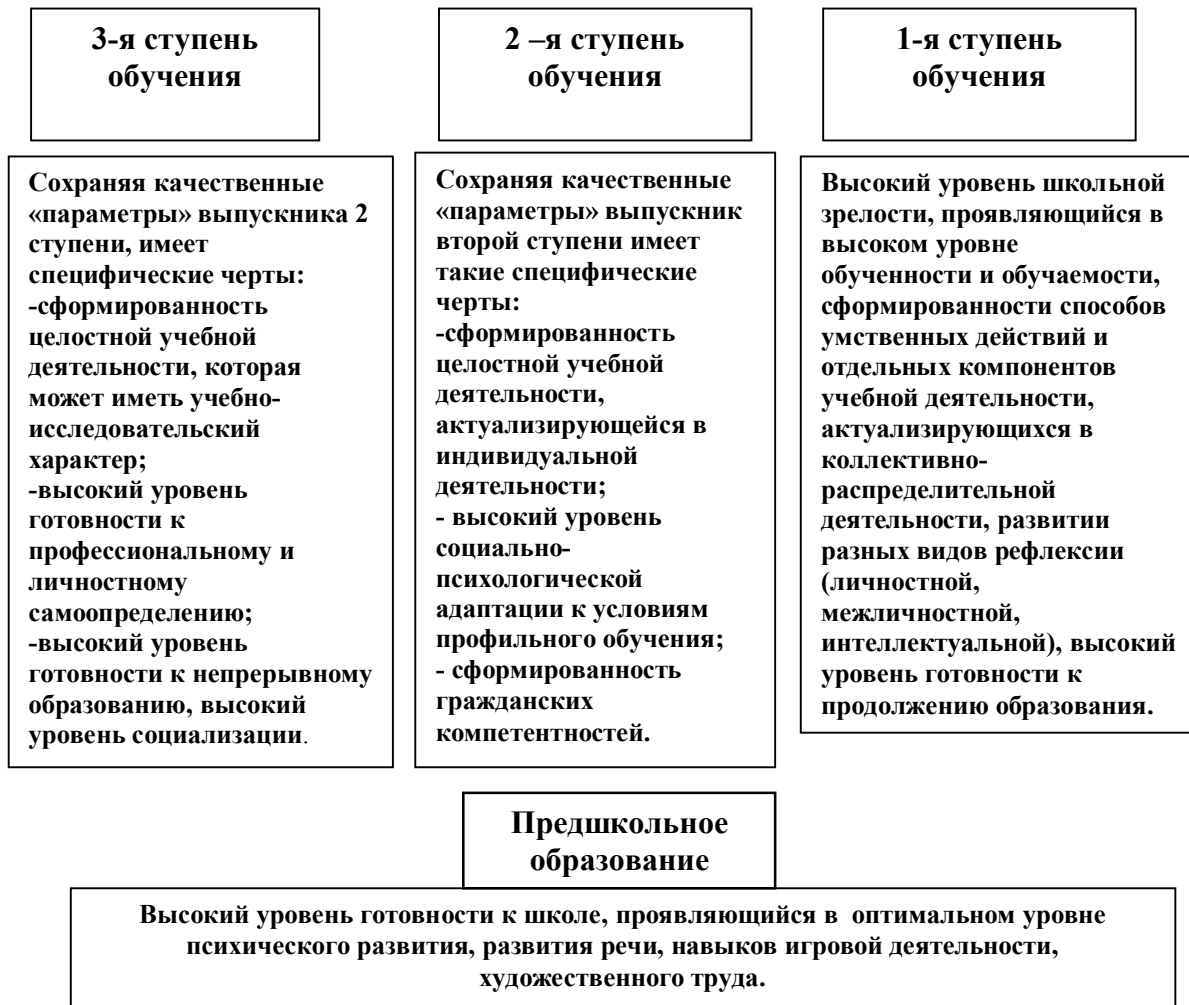 3-я ступень
обучения
2 –я ступень
обучения
1-я ступень
обучения
Сохраняя качественные
«параметры» выпускника 2
ступени, имеет
специфические черты:
-сформированность
целостной учебной
деятельности, которая
может иметь учебно-
исследовательский
характер;
-высокий уровень
готовности к
профессиональному и
личностному
самоопределению;
-высокий уровень
готовности к непрерывному
образованию, высокий
уровень социализации.
Сохраняя качественные
«параметры» выпускник
второй ступени имеет
такие специфические
черты:
-сформированность
целостной учебной
деятельности,
актуализирующейся в
индивидуальной
деятельности;
- высокий уровень
социально-
психологической
адаптации к условиям
профильного обучения;
- сформированность
гражданских
компетентностей.
Высокий уровень школьной
зрелости, проявляющийся в
высоком уровне
обученности и обучаемости,
сформированности способов
умственных действий и
отдельных компонентов
учебной деятельности,
актуализирующихся в
коллективно-
распределительной
деятельности, развитии
разных видов рефлексии
(личностной,
межличностной,
интеллектуальной), высокий
уровень готовности к
продолжению образования.
Предшкольное
образование
Высокий уровень готовности к школе, проявляющийся в  оптимальном уровне
психического развития, развития речи, навыков игровой деятельности,
художественного труда.